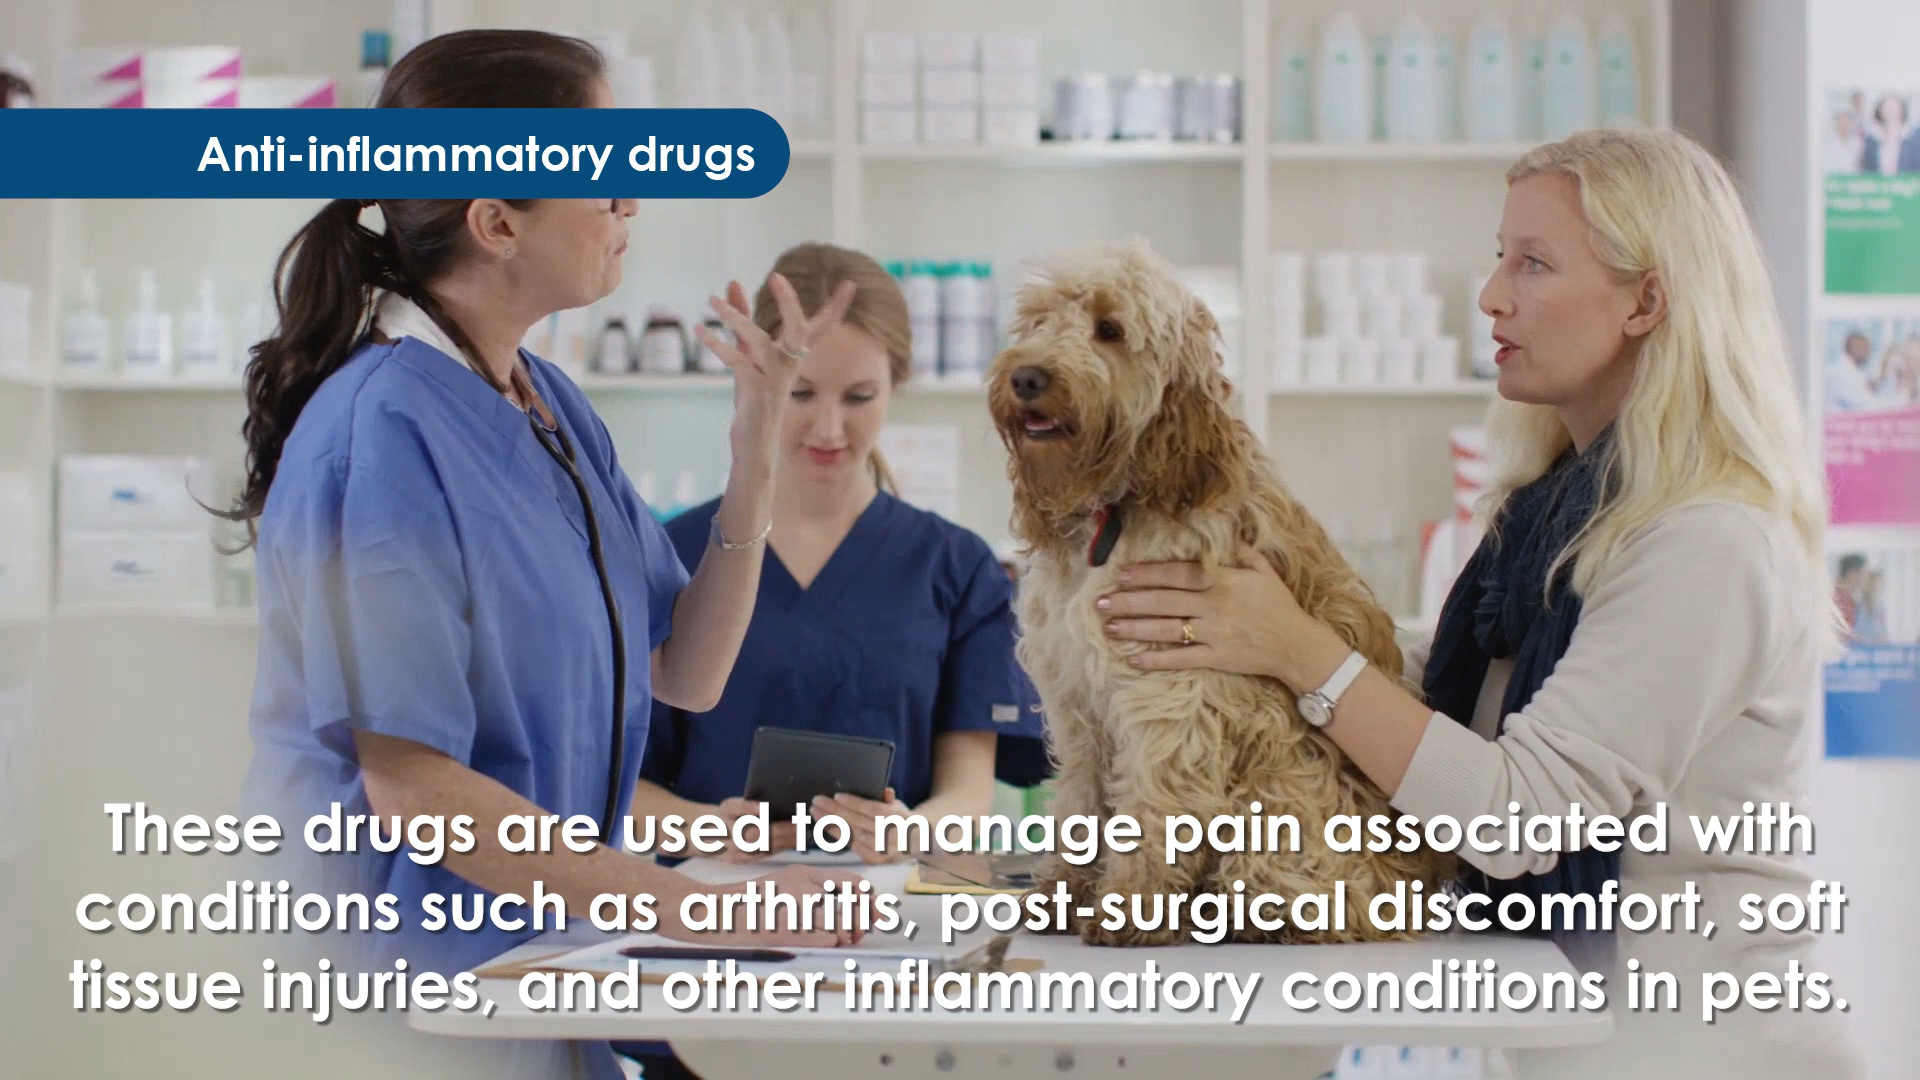 Anti-inflammatory drugs
These drugs are used to manage pain associated with
conditions such as arthritis, post-surgical discomfort, soft
tissue injuries, and other inflammatory conditions in pets.